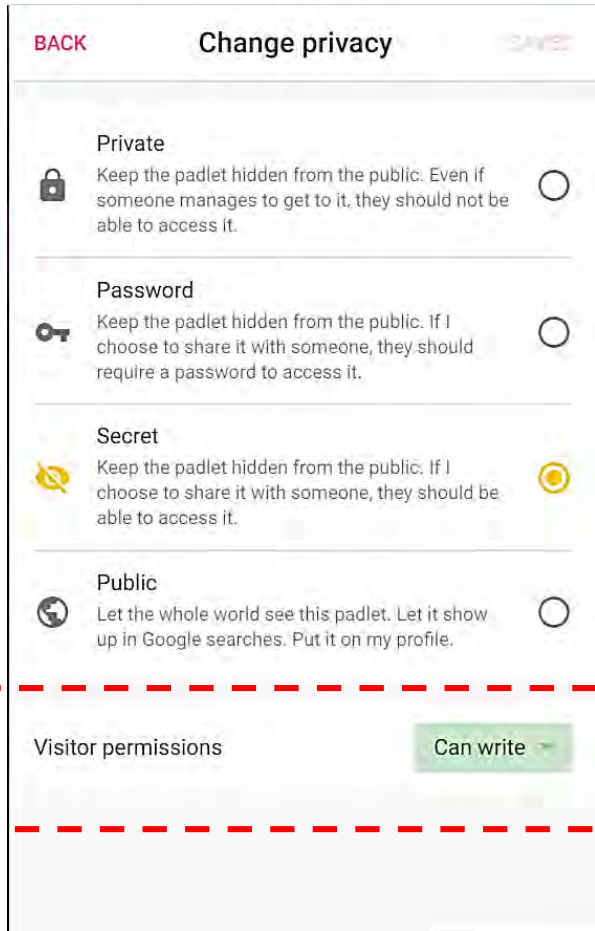 BACK
Change privacy
SAVED
Private
Keep the padlet hidden from the public. Even if
someone manages to get to it, they should not be
able to access it.
Password
Keep the padlet hidden from the public. If I
choose to share it with someone, they should
require a password to access it.
Secret
Keep the padlet hidden from the public. If I
choose to share it with someone, they should be
able to access it.
Public
Let the whole world see this padlet. Let it show
up in Google searches. Put it on my profile.
Visitor permissions
Can write